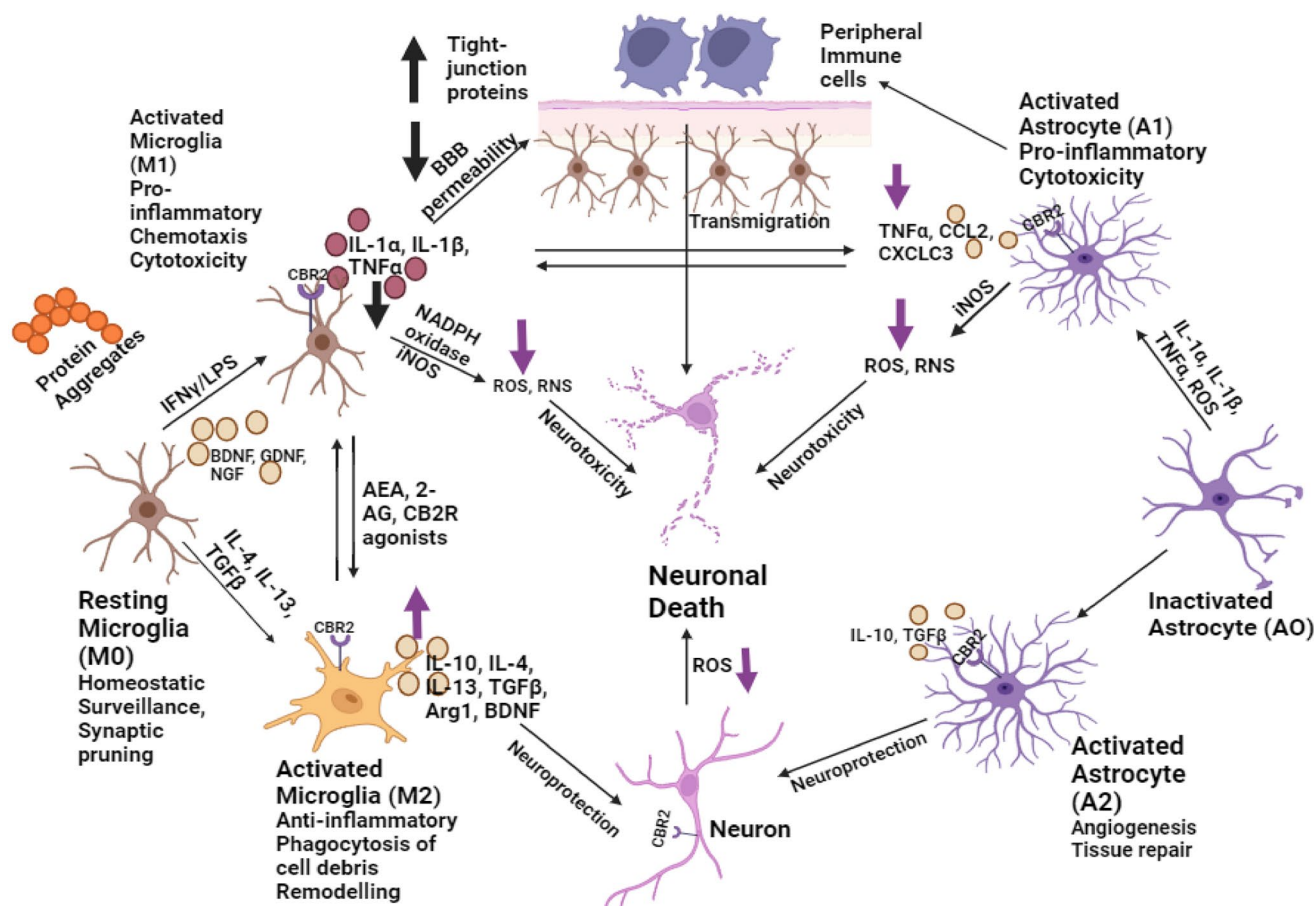 Tight-
junction
proteins
Peripheral
Immune
cells
Activated
Microglia
(M1)
Pro-
inflammatory
Chemotaxis
Cytotoxicity
BBB
permeability
Activated
Astrocyte (A1)
Pro-inflammatory
Cytotoxicity
Transmigration
IL-1α, IL-1β,
TNFα
CBR2
TNFα, CCL2,
CXCLC3
CBR2
Protein
Aggregates
IFNγ/LPS
NADPH
oxidase
iNOS
ROS, RNS
Neurotoxicity
iNOS
ROS, RNS
Neurotoxicity
IL-1α, IL-1β,
TNFα, ROS
BDNF, GDNF,
NGF
AEA, 2-
AG, CB2R
agonists
IL-4, IL-13,
TGFβ
Resting
Microglia
(M0)
Homeostatic
Surveillance,
Synaptic
pruning
Neuronal
Death
Inactivated
Astrocyte (AO)
CBR2
IL-10, IL-4,
IL-13, TGFβ,
Arg1, BDNF
ROS
IL-10, TGFβ
CBR2
Neuroprotection
Neuroprotection
Activated
Microglia (M2)
Anti-inflammatory
Phagocytosis of
cell debris
Remodelling
CBR2
Neuron
Activated
Astrocyte
(A2)
Angiogenesis
Tissue repair